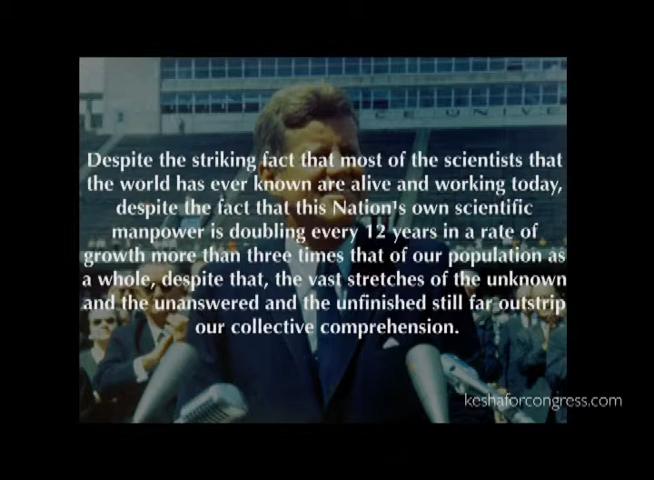 CE UNIVE
Despite the striking fact that most of the scientists that
the world has ever known are alive and working today,
despite the fact that this Nation's own scientific
manpower is doubling every 12 years in a rate of
growth more than three times that of our population as
a whole, despite that, the vast stretches of the unknown
and the unanswered and the unfinished still far outstrip
our collective comprehension.
keshaforcongress.com